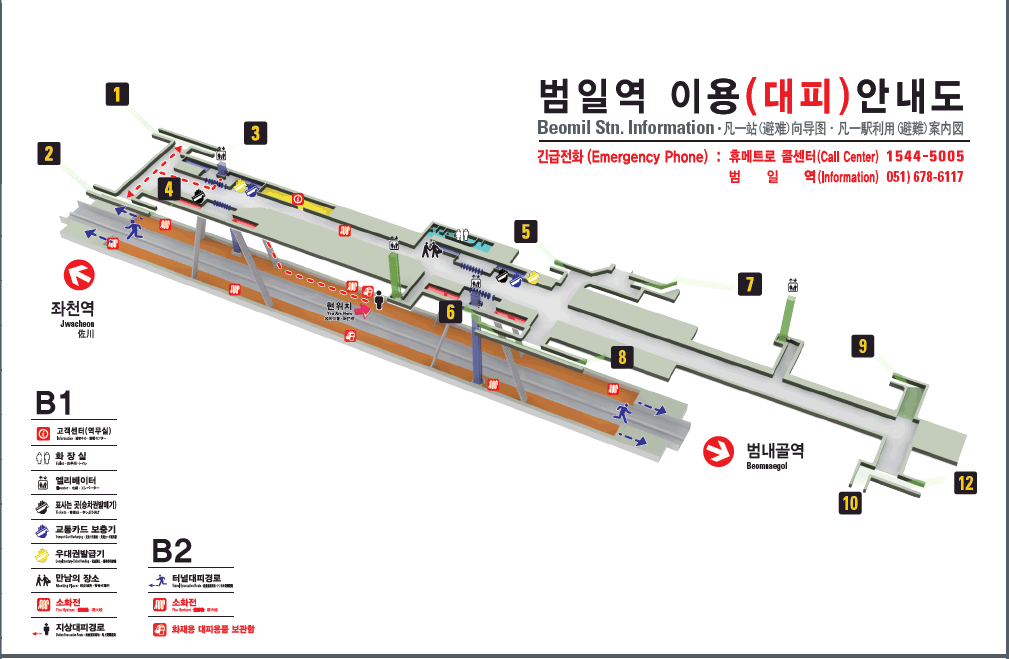 범일역 이용(대피)안내도
Beomil Stn. Information · 凡一站(避难)向导图 · 凡一駅利用(避難)案内図
긴급전화(Emergency Phone) : 휴메트로 콜센터(Call Center) 1544-5005
범 일 역(Information) 051) 678-6117
1
3
2
4
5
7
6
8
9
10
12
좌천역
Jwacheon
佐川
현위치
You Are Here
범내골역
Beomnaegol
B1
고객센터(역무실)
화 장 실
엘리베이터
표사는 곳(승차권발매기)
교통카드 보충기
우대권발급기
만남의 장소
소화전
지상대피경로
B2
터널대피경로
소화전
화재용 대피용품 보관함